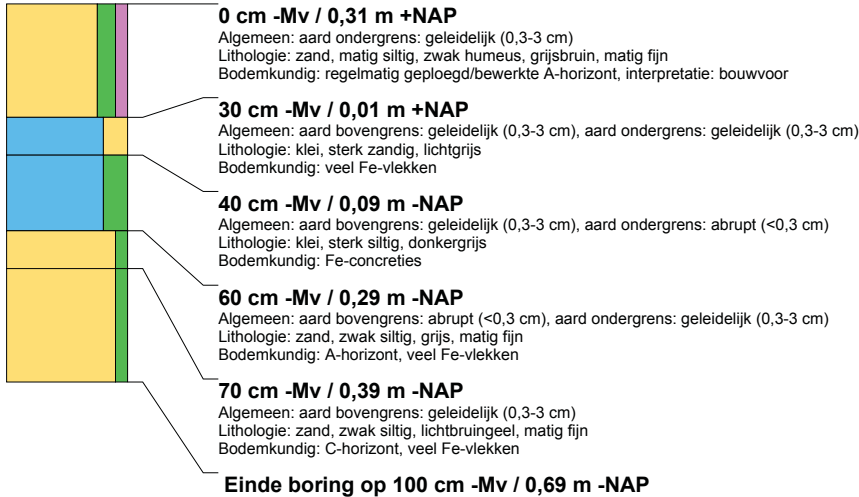 0 cm -Mv / 0,31 m +NAP
Algemeen: aard ondergrens: geleidelijk (0,3-3 cm)
Lithologie: zand, matig siltig, zwak humeus, grijsbruin, matig fijn
Bodemkundig: regelmatig geploegd/bewerkte A-horizont, interpretatie: bouwvoor
30 cm -Mv / 0,01 m +NAP
Algemeen: aard bovengrens: geleidelijk (0,3-3 cm), aard ondergrens: geleidelijk (0,3-3 cm)
Lithologie: klei, sterk zandig, lichtgrijs
Bodemkundig: veel Fe-vlekken
40 cm -Mv / 0,09 m -NAP
Algemeen: aard bovengrens: geleidelijk (0,3-3 cm), aard ondergrens: abrupt (<0,3 cm)
Lithologie: klei, sterk siltig, donkergrijs
Bodemkundig: Fe-concreties
60 cm -Mv / 0,29 m -NAP
Algemeen: aard bovengrens: abrupt (<0,3 cm), aard ondergrens: geleidelijk (0,3-3 cm)
Lithologie: zand, zwak siltig, grijs, matig fijn
Bodemkundig: A-horizont, veel Fe-vlekken
70 cm -Mv / 0,39 m -NAP
Algemeen: aard bovengrens: geleidelijk (0,3-3 cm)
Lithologie: zand, zwak siltig, lichtbruingeel, matig fijn
Bodemkundig: C-horizont, veel Fe-vlekken
Einde boring op 100 cm -Mv / 0,69 m -NAP